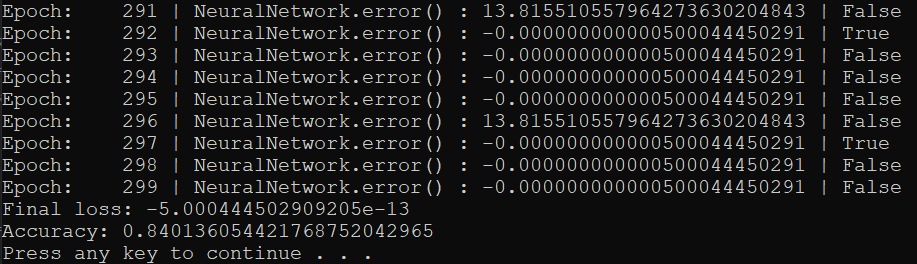 Epoch:    291 | NeuralNetwork.error() : 13.815510557964273630204843 | False
Epoch:    292 | NeuralNetwork.error() : -0.000000000000500044450291 | True
Epoch:    293 | NeuralNetwork.error() : -0.000000000000500044450291 | False
Epoch:    294 | NeuralNetwork.error() : -0.000000000000500044450291 | False
Epoch:    295 | NeuralNetwork.error() : -0.000000000000500044450291 | False
Epoch:    296 | NeuralNetwork.error() : 13.815510557964273630204843 | False
Epoch:    297 | NeuralNetwork.error() : -0.000000000000500044450291 | True
Epoch:    298 | NeuralNetwork.error() : -0.000000000000500044450291 | False
Epoch:    299 | NeuralNetwork.error() : -0.000000000000500044450291 | False
Final loss: -5.000444502909205e-13
Accuracy: 0.840136054421768752042965
Press any key to continue . . .